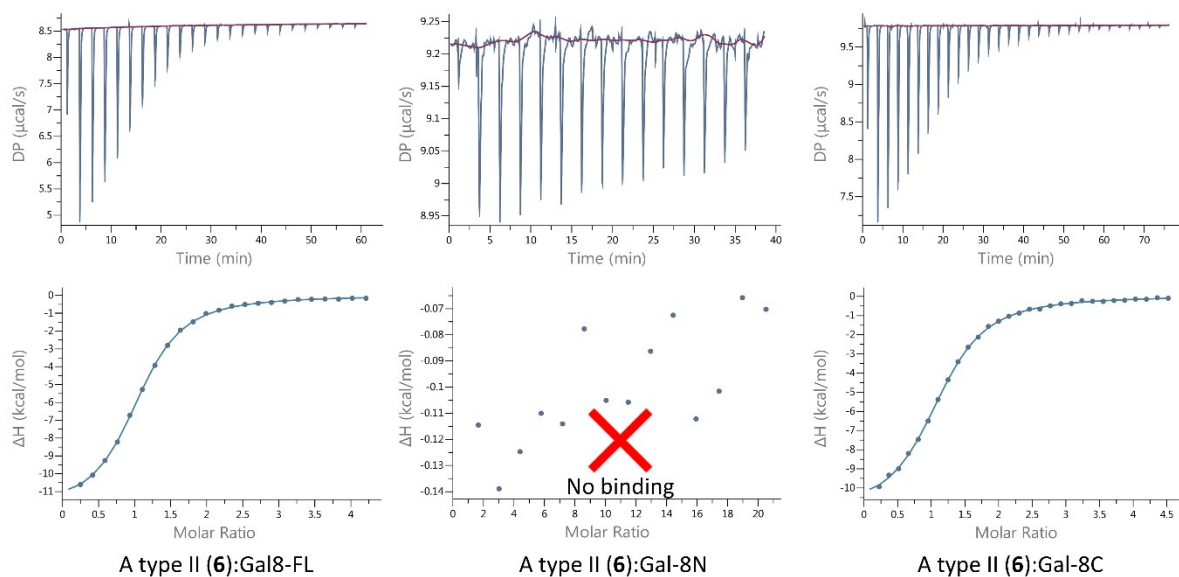 8.5
8
7.5
7
6.5
6
5.5
5
DP (µcal/s)
0 10 20 30 40 50 60
Time (min)
9.25
9.2
9.15
9.1
9.05
9
8.95
DP (µcal/s)
0 5 10 15 20 25 30 35 40
Time (min)
9.5
9
8.5
8
7.5
DP (µcal/s)
0 10 20 30 40 50 60 70
Time (min)
0
-1
-2
-3
-4
-5
-6
-7
-8
-9
-10
-11
ΔH (kcal/mol)
0 0.5 1 1.5 2 2.5 3 3.5 4
Molar Ratio
A type II (6):Gal8-FL
-0.07
-0.08
-0.09
-0.1
-0.11
-0.12
-0.13
-0.14
ΔH (kcal/mol)
No binding
0 2 4 6 8 10 12 14 16 18 20
Molar Ratio
A type II (6):Gal-8N
0
-1
-2
-3
-4
-5
-6
-7
-8
-9
-10
ΔH (kcal/mol)
0 0.5 1 1.5 2 2.5 3 3.5 4 4.5
Molar Ratio
A type II (6):Gal-8C